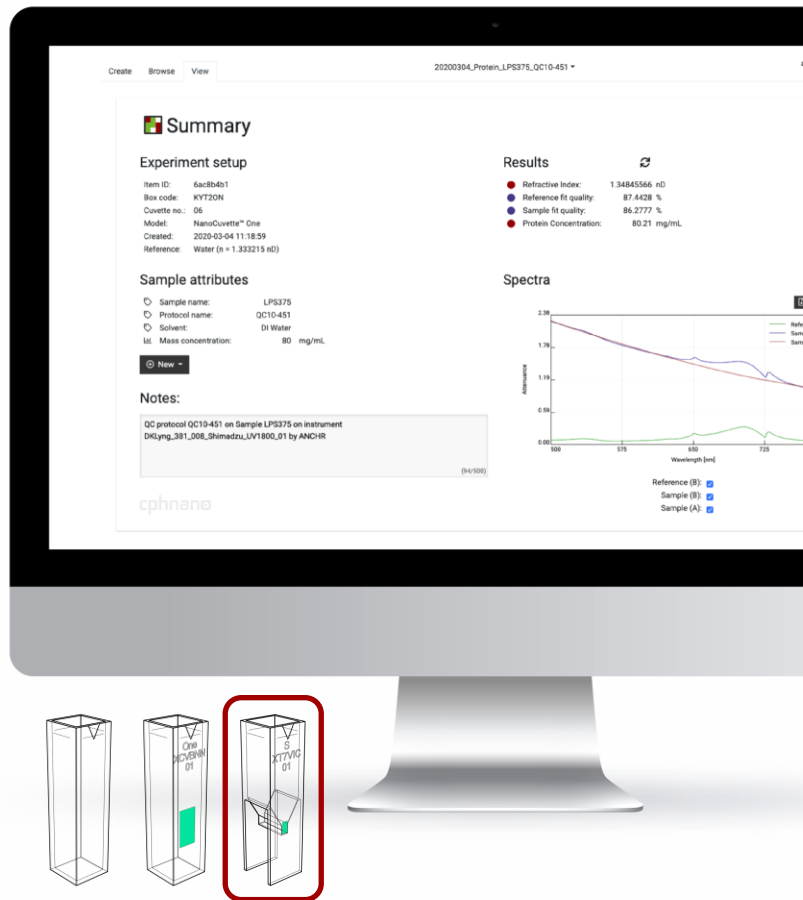 Create Browse View 20200304_Protein_LPS375_QC10-451
Summary
Experiment setup
Item ID: 6ac8b4b1
Box code: KYT2ON
Cuvette no.: 06
Model: NanoCuvette™ One
Created: 2020-03-04 11:18:59
Reference: Water (n = 1.333215 nD)
Results
Refractive Index: 1.34845566 nD
Reference fit quality: 87.4428 %
Sample fit quality: 86.2777 %
Protein Concentration: 80.21 mg/mL
Sample attributes
Sample name: LPS375
Protocol name: QC10-451
Solvent: DI Water
Mass concentration: 80 mg/mL
New
Notes:
QC protocol QC10-451 on Sample LPS375 on instrument
DKLyng_381_008_Shimadzu_UV1800_01 by ANCHR
(94/500)
cphnano
Spectra
2.38
1.78
1.19
0.59
0.00
Attenuance
500 575 650 725
Wavelength [nm]
Refe
Sam
Sam
Reference (B):
Sample (B):
Sample (A):
One
01
S
XT7VIC
01